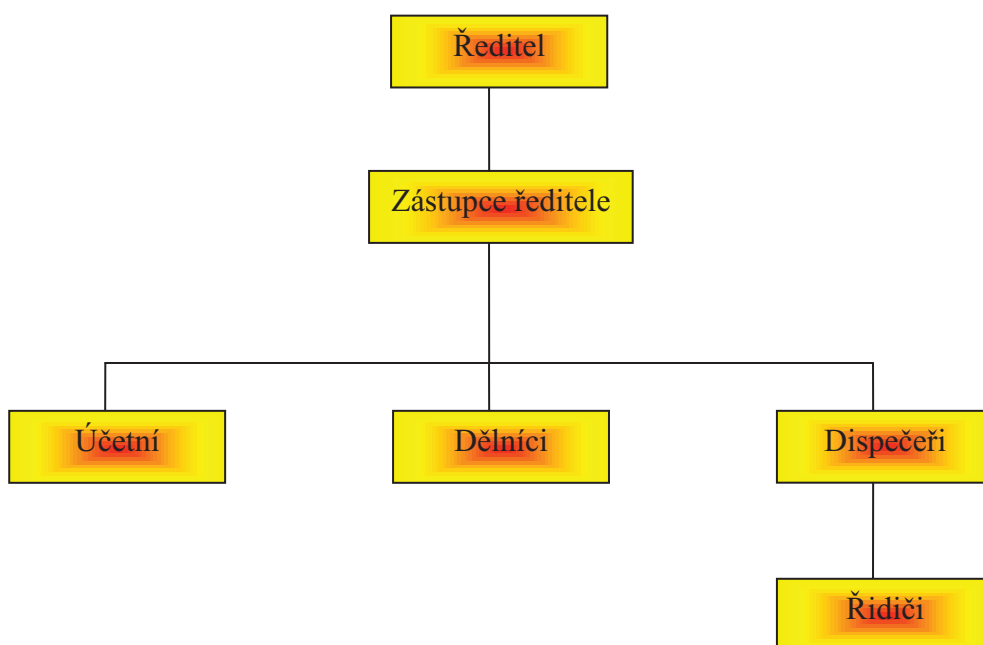 Ředitel
Zástupce ředitele
Účetní
Dělníci
Dispečeři
Řidiči